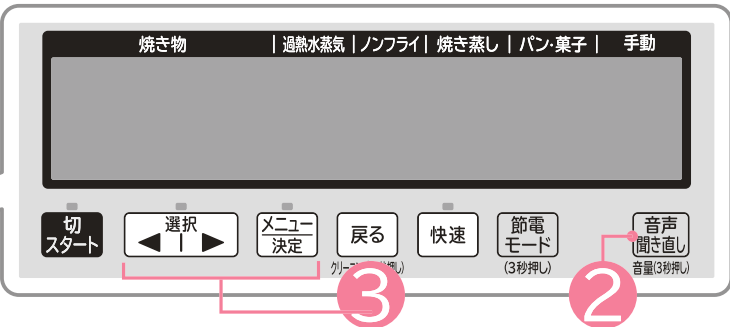 焼き物 | 過熱水蒸気 | ノンフライ | 焼き蒸し | パン・菓子 | 手動
切
スタート
選択
メニュー
決定
戻る
快速
節電
モード
(3秒押し)
音声
聞き直し
音量(3秒押し)
3
2